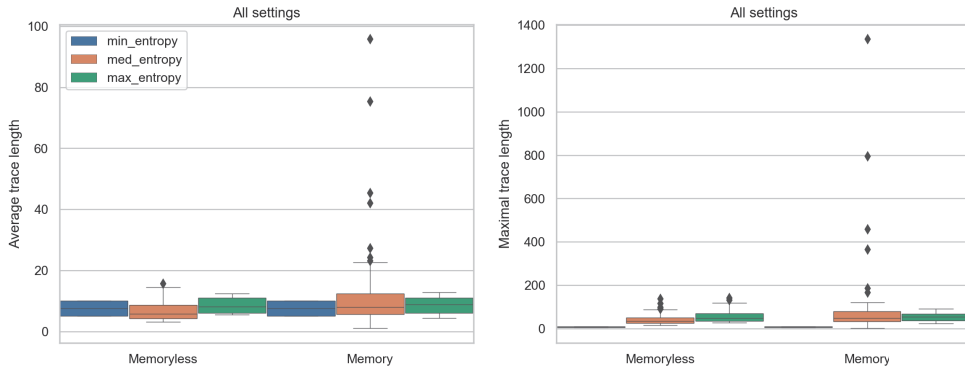 All settings
Average trace length
100
80
60
40
20
0
min_entropy
med_entropy
max_entropy
Memoryless
Memory
All settings
Maximal trace length
1400
1200
1000
800
600
400
200
0
Memoryless
Memory